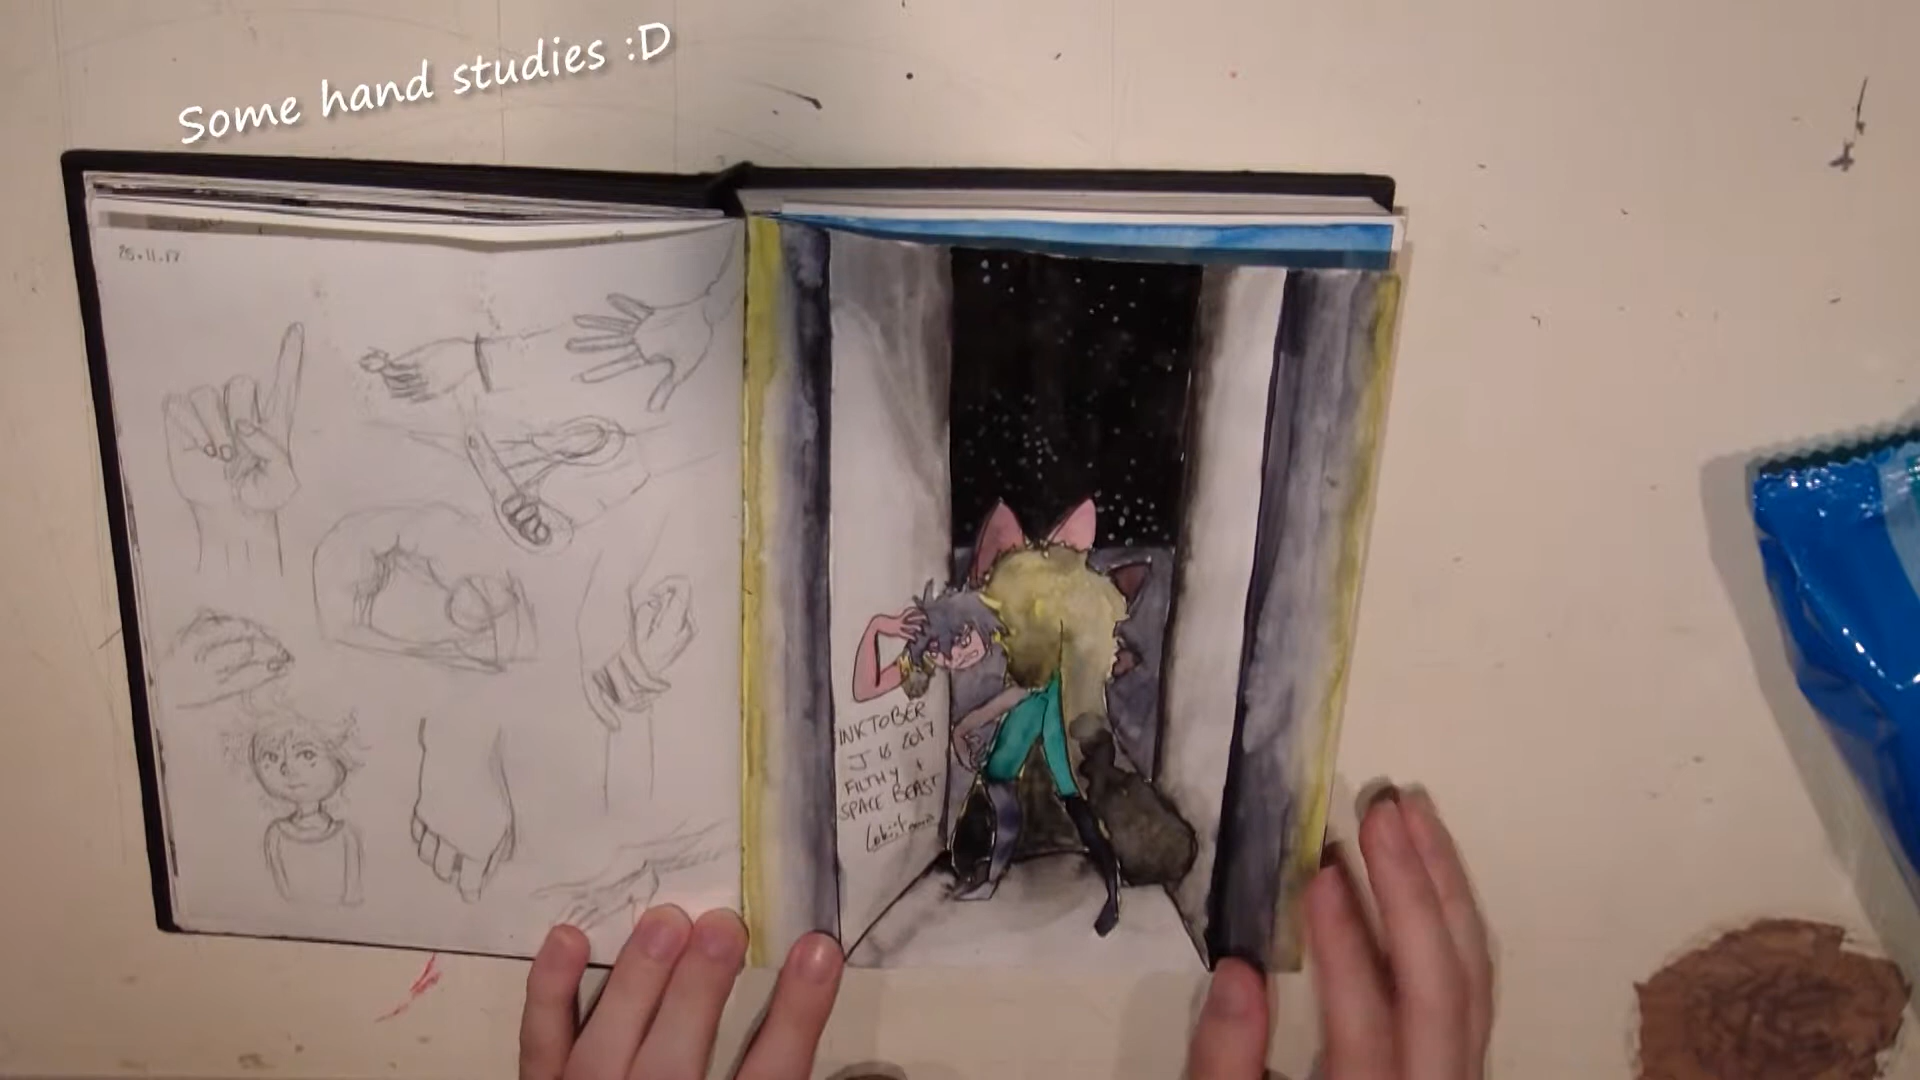 Some hand studies :D
25.11.17
INKTOBER
J 16 2017
FILTHY +
SPACE BEAST